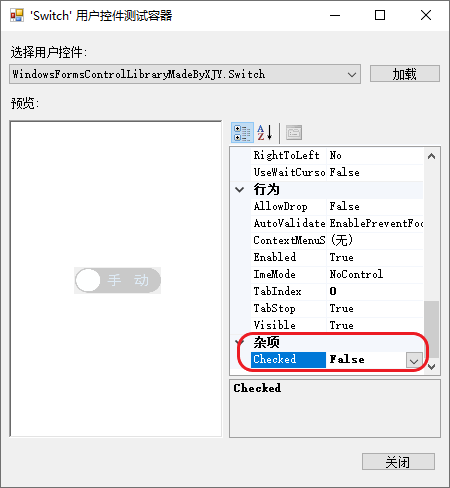 'Switch' 用户控件测试容器
选择用户控件:
WindowsFormsControlLibraryMadeByXJY.Switch
加载
预览:
手 动
RightToLeft No
UseWaitCurso False
行为
AllowDrop False
AutoValidate EnablePreventFoc
ContextMenuS (无)
Enabled True
ImeMode NoControl
TabIndex 0
TabStop True
Visible True
杂项
Checked False
Checked
关闭